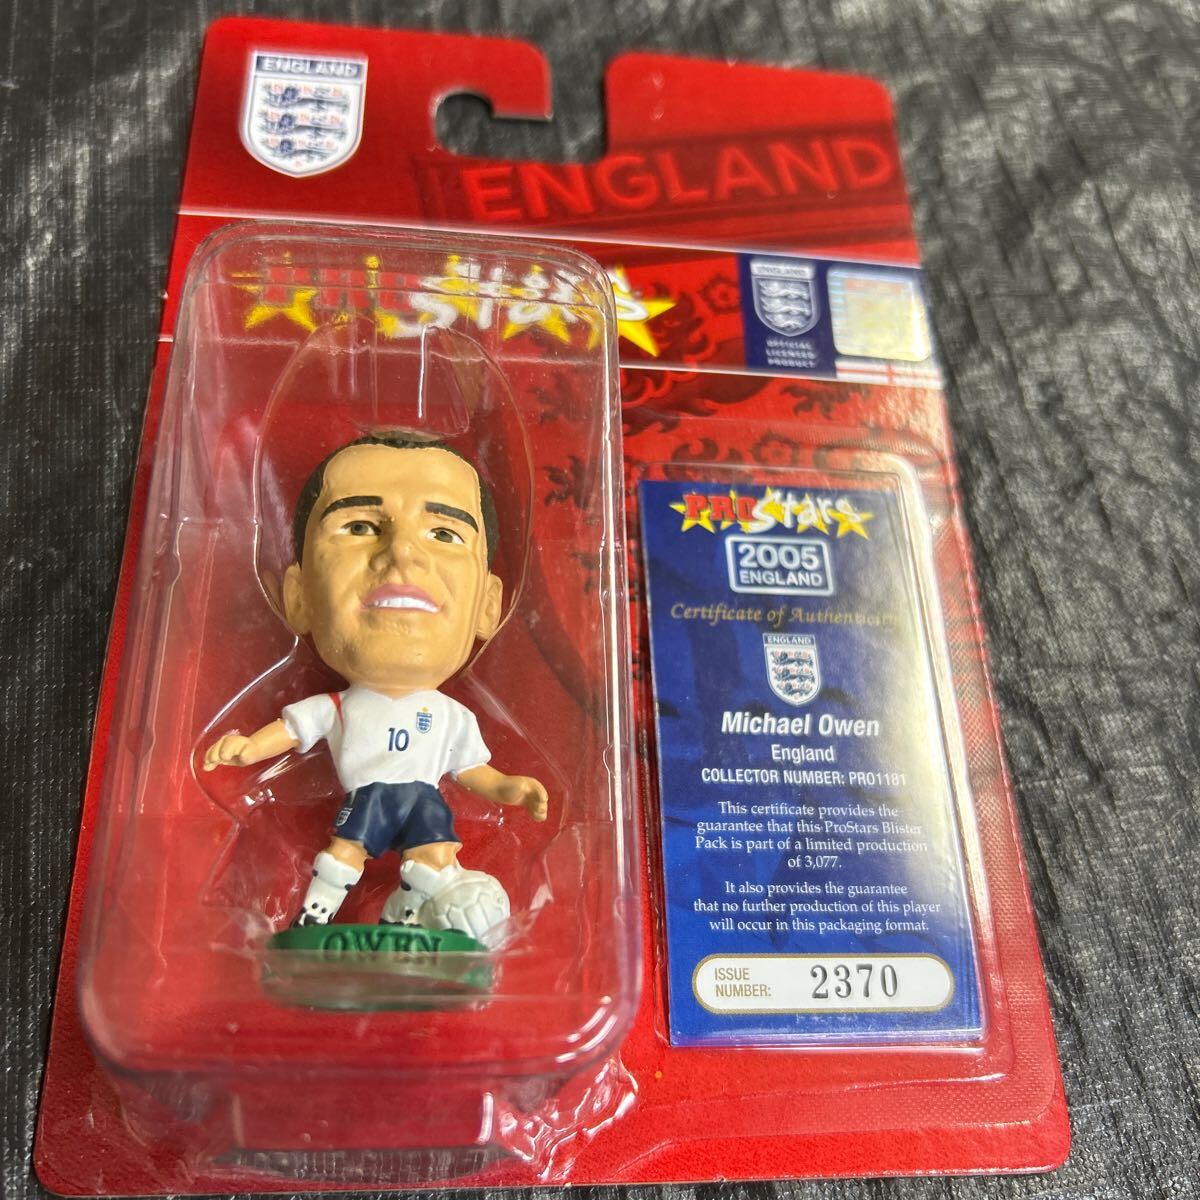 ENGLAND
ENGLAND
PROStars
ENGLAND
OFFICIAL
LICENSED
PRODUCT
PROStars
2005
ENGLAND
Certificate of Authenticity
ENGLAND
Michael Owen
England
COLLECTOR NUMBER: PRO1181
This certificate provides the
guarantee that this ProStars Blister
Pack is part of a limited production
of 3,077.
It also provides the guarantee
that no further production of this player
will occur in this packaging format.
ISSUE
NUMBER: 2370
10
OWEN